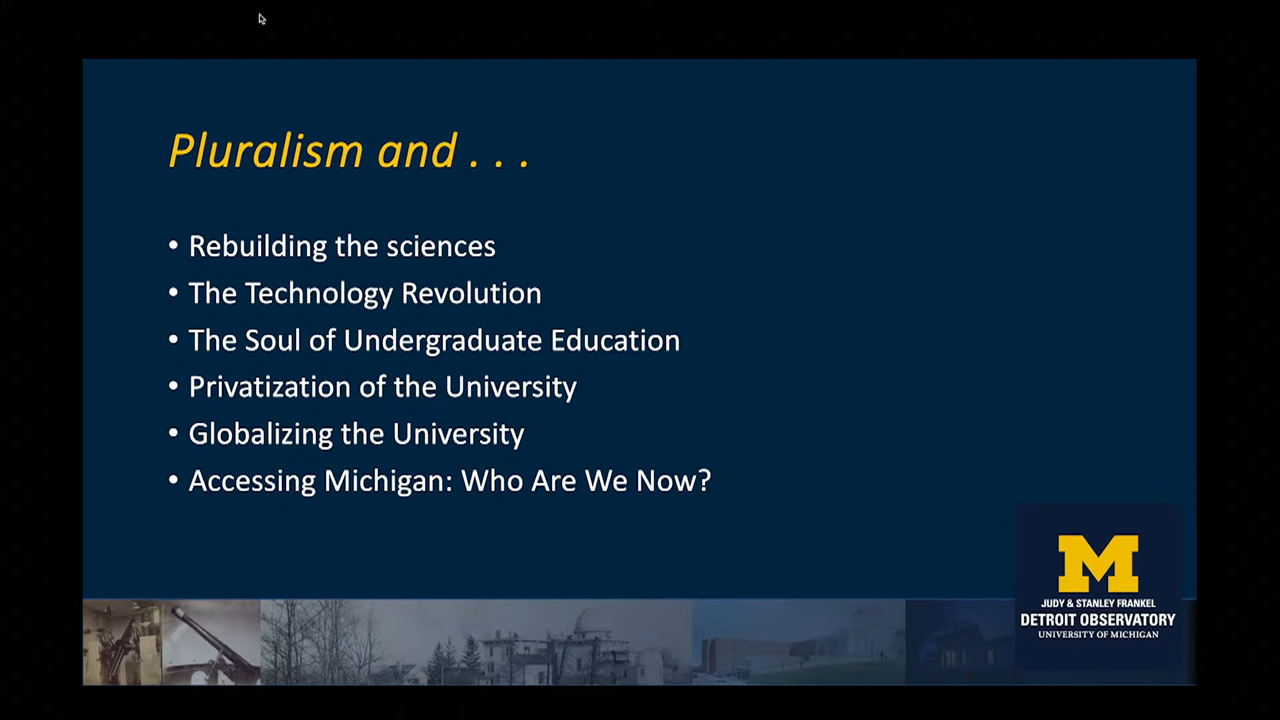 Pluralism and . . .
• Rebuilding the sciences
• The Technology Revolution
• The Soul of Undergraduate Education
• Privatization of the University
• Globalizing the University
• Accessing Michigan: Who Are We Now?
M
JUDY & STANLEY FRANKEL
DETROIT OBSERVATORY
UNIVERSITY OF MICHIGAN